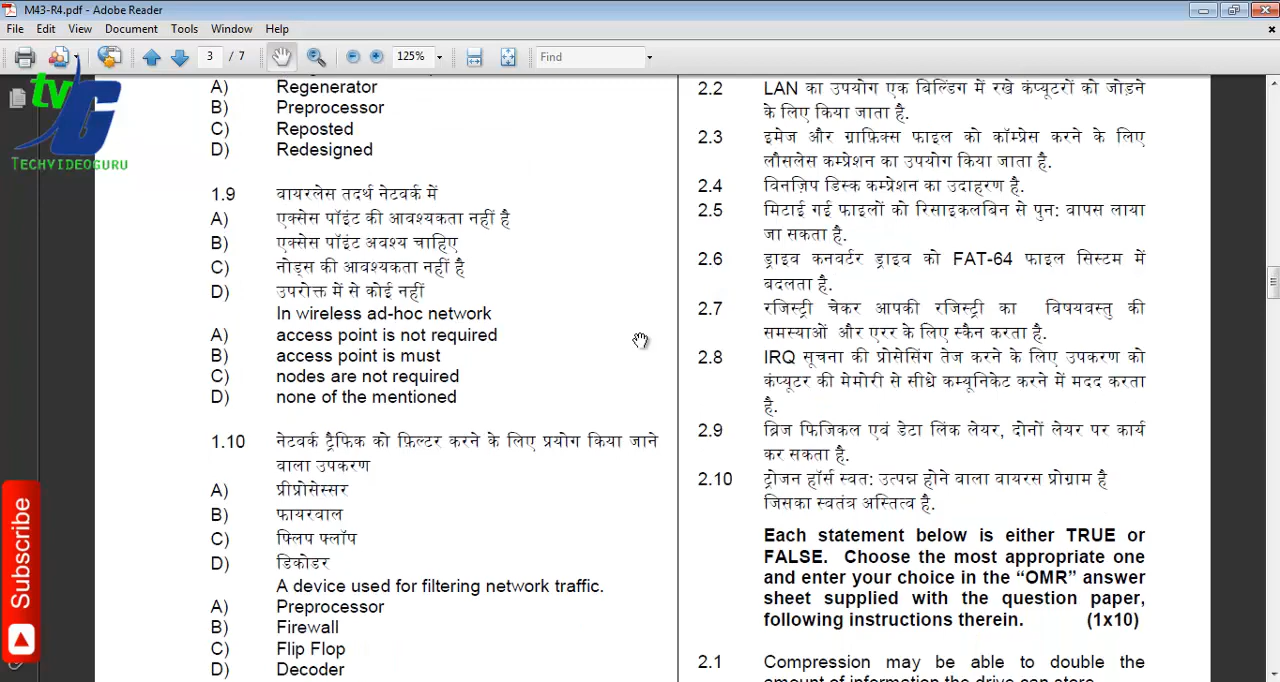 M43-R4.pdf - Adobe Reader
File Edit View Document Tools Window Help
3 / 7 125% Find
tv
TECHVIDEOGURU
Subscribe
A) Regenerator
B) Preprocessor
C) Reposted
D) Redesigned
1.9 वायरलेस तदर्थ नेटवर्क में
A) एक्सेस पॉइंट की आवश्यकता नहीं है
B) एक्सेस पॉइंट अवश्य चाहिए
C) नोड्स की आवश्यकता नहीं है
D) उपरोक्त में से कोई नहीं
In wireless ad-hoc network
A) access point is not required
B) access point is must
C) nodes are not required
D) none of the mentioned
1.10 नेटवर्क ट्रैफिक को फ़िल्टर करने के लिए प्रयोग किया जाने
वाला उपकरण
A) प्रीप्रोसेस्सर
B) फायरवाल
C) फ्लिप फ्लॉप
D) डिकोडर
A device used for filtering network traffic.
A) Preprocessor
B) Firewall
C) Flip Flop
D) Decoder
2.2 LAN का उपयोग एक बिल्डिंग में रखे कंप्यूटरों को जोड़ने
के लिए किया जाता है.
2.3 इमेज और ग्राफ़िक्स फाइल को कॉम्प्रेस करने के लिए
लौसलेस कम्प्रेशन का उपयोग किया जाता है.
2.4 विनज़िप डिस्क कम्प्रेशन का उदाहरण है.
2.5 मिटाई गई फाइलों को रिसाइकलबिन से पुन: वापस लाया
जा सकता है.
2.6 ड्राइव कनवर्टर ड्राइव को FAT-64 फाइल सिस्टम में
बदलता है.
2.7 रजिस्ट्री चेकर आपकी रजिस्ट्री का विषयवस्तु की
समस्याओं और एरर के लिए स्कैन करता है.
2.8 IRQ सूचना की प्रोसेसिंग तेज करने के लिए उपकरण को
कंप्यूटर की मेमोरी से सीधे कम्यूनिकेट करने में मदद करता
है.
2.9 ब्रिज फिजिकल एवं डेटा लिंक लेयर, दोनों लेयर पर कार्य
कर सकता है.
2.10 ट्रोजन हॉर्स स्वत: उत्पन्न होने वाला वायरस प्रोग्राम है
जिसका स्वतंत्र अस्तित्व है.
Each statement below is either TRUE or
FALSE. Choose the most appropriate one
and enter your choice in the “OMR” answer
sheet supplied with the question paper,
following instructions therein. (1x10)
2.1 Compression may be able to double the
amount of information the drive can store